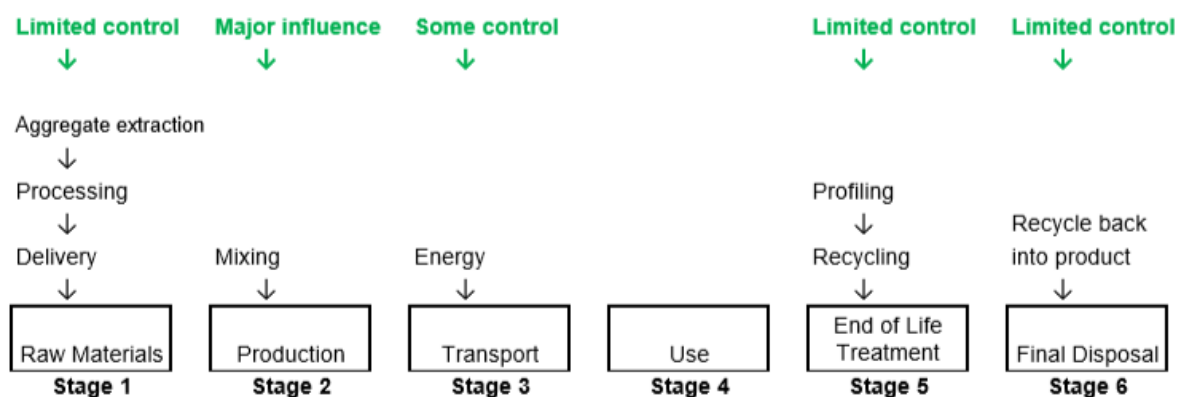 Limited control
Major influence
Some control
Limited control
Limited control
Aggregate extraction
Processing
Profiling
Recycle back
into product
Delivery
Mixing
Energy
Recycling
Raw Materials
Production
Transport
Use
End of Life
Treatment
Final Disposal
Stage 1
Stage 2
Stage 3
Stage 4
Stage 5
Stage 6